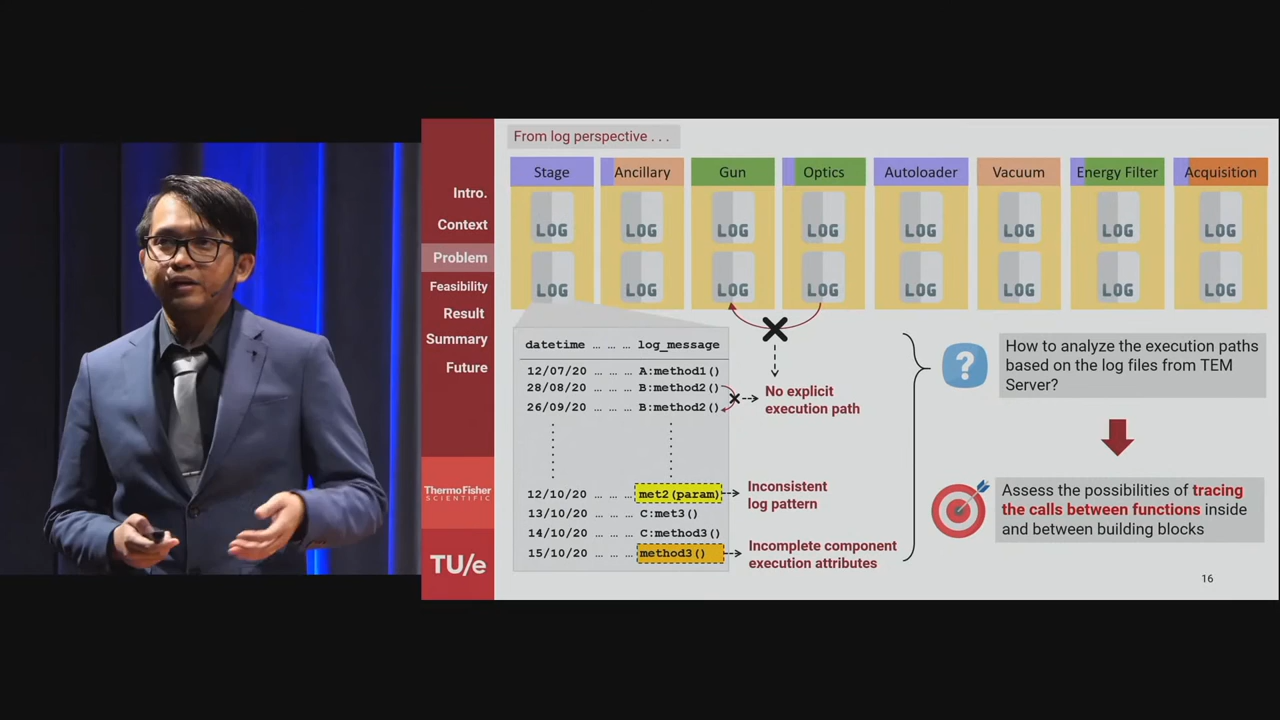 From log perspective . . .
Intro.
Context
Problem
Feasibility
Result
Summary
Future
ThermoFisher
SCIENTIFIC
TU/e
Stage
Ancillary
Gun
Optics
Autoloader
Vacuum
Energy Filter
Acquisition
LOG LOG LOG LOG LOG LOG LOG LOG
LOG LOG LOG LOG LOG LOG LOG LOG
datetime … … … log_message
12/07/20 … … … A:method1()
28/08/20 … … … B:method2()
26/09/20 … … … B:method2()
12/10/20 … … … met2(param)
13/10/20 … … … C:met3()
14/10/20 … … … C:method3()
15/10/20 … … … method3()
No explicit
execution path
Inconsistent
log pattern
Incomplete component
execution attributes
?
How to analyze the execution paths
based on the log files from TEM
Server?
Assess the possibilities of tracing
the calls between functions inside
and between building blocks
16